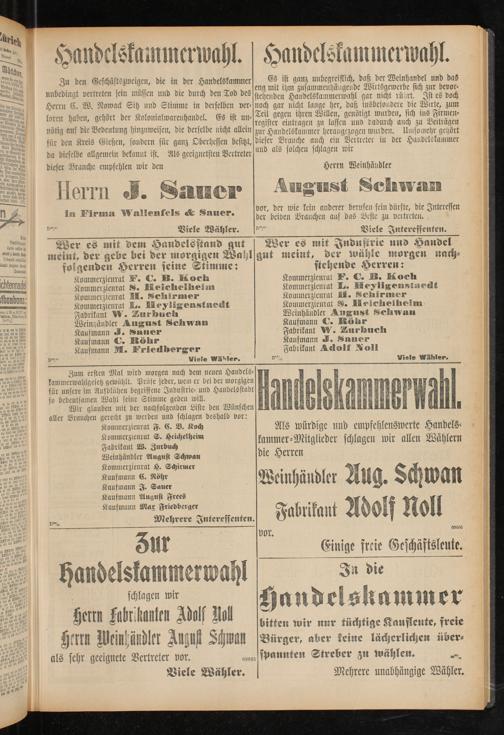 Handelskammerwahl.
Zu den Geschäftszweigen, die in der Handelskammer
unbedingt vertreten sein müssen und die durch den Tod des
Herrn C. W. Nowack Sitz und Stimme in derselben ver-
loren haben, gehört der Kolonialwarenhandel. Es ist un-
nötig auf die Bedeutung hinzuweisen, die derselbe nicht allein
für den Kreis Gießen, sondern für ganz Oberhessen besitzt,
da dieselbe allgemein bekannt ist. Als geeignetsten Vertreter
dieser Branche empfehlen wir den
Herrn J. Sauer
in Firma Wallenfels & Sauer.
Viele Wähler.
Wer es mit dem Handelsstand gut
meint, der gebe bei der morgigen Wahl
folgenden Herren seine Stimme:
Kommerzienrat F. C. B. Koch
Kommerzienrat S. Heichelheim
Kommerzienrat H. Schirmer
Kommerzienrat L. Heyligenstaedt
Fabrikant W. Zurbuch
Weinhändler August Schwan
Kaufmann J. Sauer
Kaufmann C. Röhr
Kaufmann M. Friedberger
Viele Wähler.
Zum ersten Mal wird morgen nach dem neuen Handels-
kammerwahlgesetz gewählt. Präfe jeder, wen er bei der morgigen
für unsere im Aufblühen begriffene Industrie- und Handelsstadt
so bedeutsamen Wahl seine Stimme geben will.
Wir glauben mit der nachfolgenden Liste den Wünschen
aller Branchen gerecht zu werden und schlagen deshalb vor:
Kommerzienrat F. C. B. Koch
Kommerzienrat S. Heichelheim
Fabrikant W. Zurbuch
Weinhändler August Schwan
Kommerzienrat H. Schirmer
Kaufmann C. Röhr
Kaufmann J. Sauer
Kaufmann August Frees
Kaufmann Max Friedberger
Mehrere Interessenten.
Zur
Handelskammerwahl
schlagen wir
Herrn Fabrikanten Adolf Noll
Herrn Weinhändler August Schwan
als sehr geeignete Vertreter vor.
Viele Wähler.
Handelskammerwahl.
Es ist ganz unbegreiflich, daß der Weinhandel und das
eng mit ihm zusammenhängende Wirtsgewerbe sich zur bevor-
stehenden Handelskammerwahl gar nicht rührt. Ist es doch
noch gar nicht lange her, daß insbesondere die Wirte, zum
Teil gegen ihren Willen, genötigt wurden, sich ins Firmen-
register eintragen zu lassen und dadurch auch zu Beiträgen
zur Handelskammer herangezogen wurden. Umsomehr gehört
dieser Branche auch ein Vertreter in der Handelskammer
und als solchen schlagen wir
Herrn Weinhändler
August Schwan
vor, der wie kein anderer berufen sein dürfte, die Interessen
der beiden Branchen auf das Beste zu vertreten.
Viele Interessenten.
Wer es mit Industrie und Handel
gut meint, der wähle morgen nach-
stehende Herren:
Kommerzienrat F. C. B. Koch
Kommerzienrat L. Heyligenstaedt
Kommerzienrat H. Schirmer
Kommerzienrat S. Heichelheim
Weinhändler August Schwan
Kaufmann C. Röhr
Fabrikant W. Zurbuch
Kaufmann J. Sauer
Fabrikant Adolf Noll
Viele Wähler.
Handelskammerwahl.
Als würdige und empfehlenswerte Handels-
kammer-Mitglieder schlagen wir allen Wählern
die Herren
Weinhändler Aug. Schwan
Fabrikant Adolf Noll
vor.
Einige freie Geschäftsleute.
In die
Handelskammer
bitten wir nur tüchtige Kaufleute, freie
Bürger, aber keine lächerlichen über-
spannten Streber zu wählen.
Mehrere unabhängige Wähler.